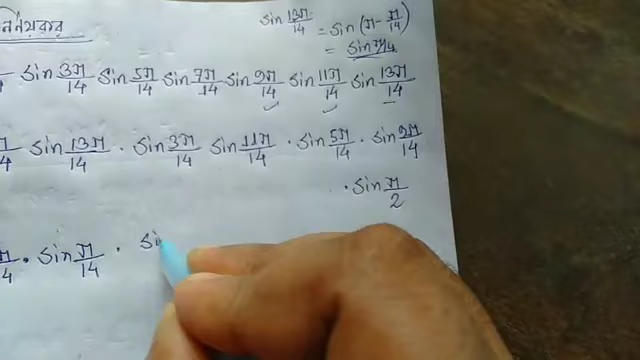 sin 13π/14 = sin (π - π/14)
= sin π/14
sin 3π/14 sin 5π/14 sin 7π/14 sin 9π/14 sin 11π/14 sin 13π/14
sin 13π/14 · sin 3π/14 sin 11π/14 · sin 5π/14 · sin 9π/14
· sin π/2
· sin π/14 · si